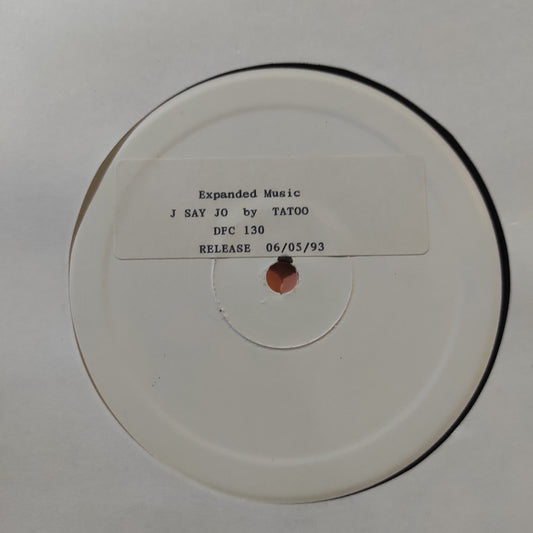 Expanded Music
J SAY JO by TATOO
DFC 130
RELEASE 06/05/93